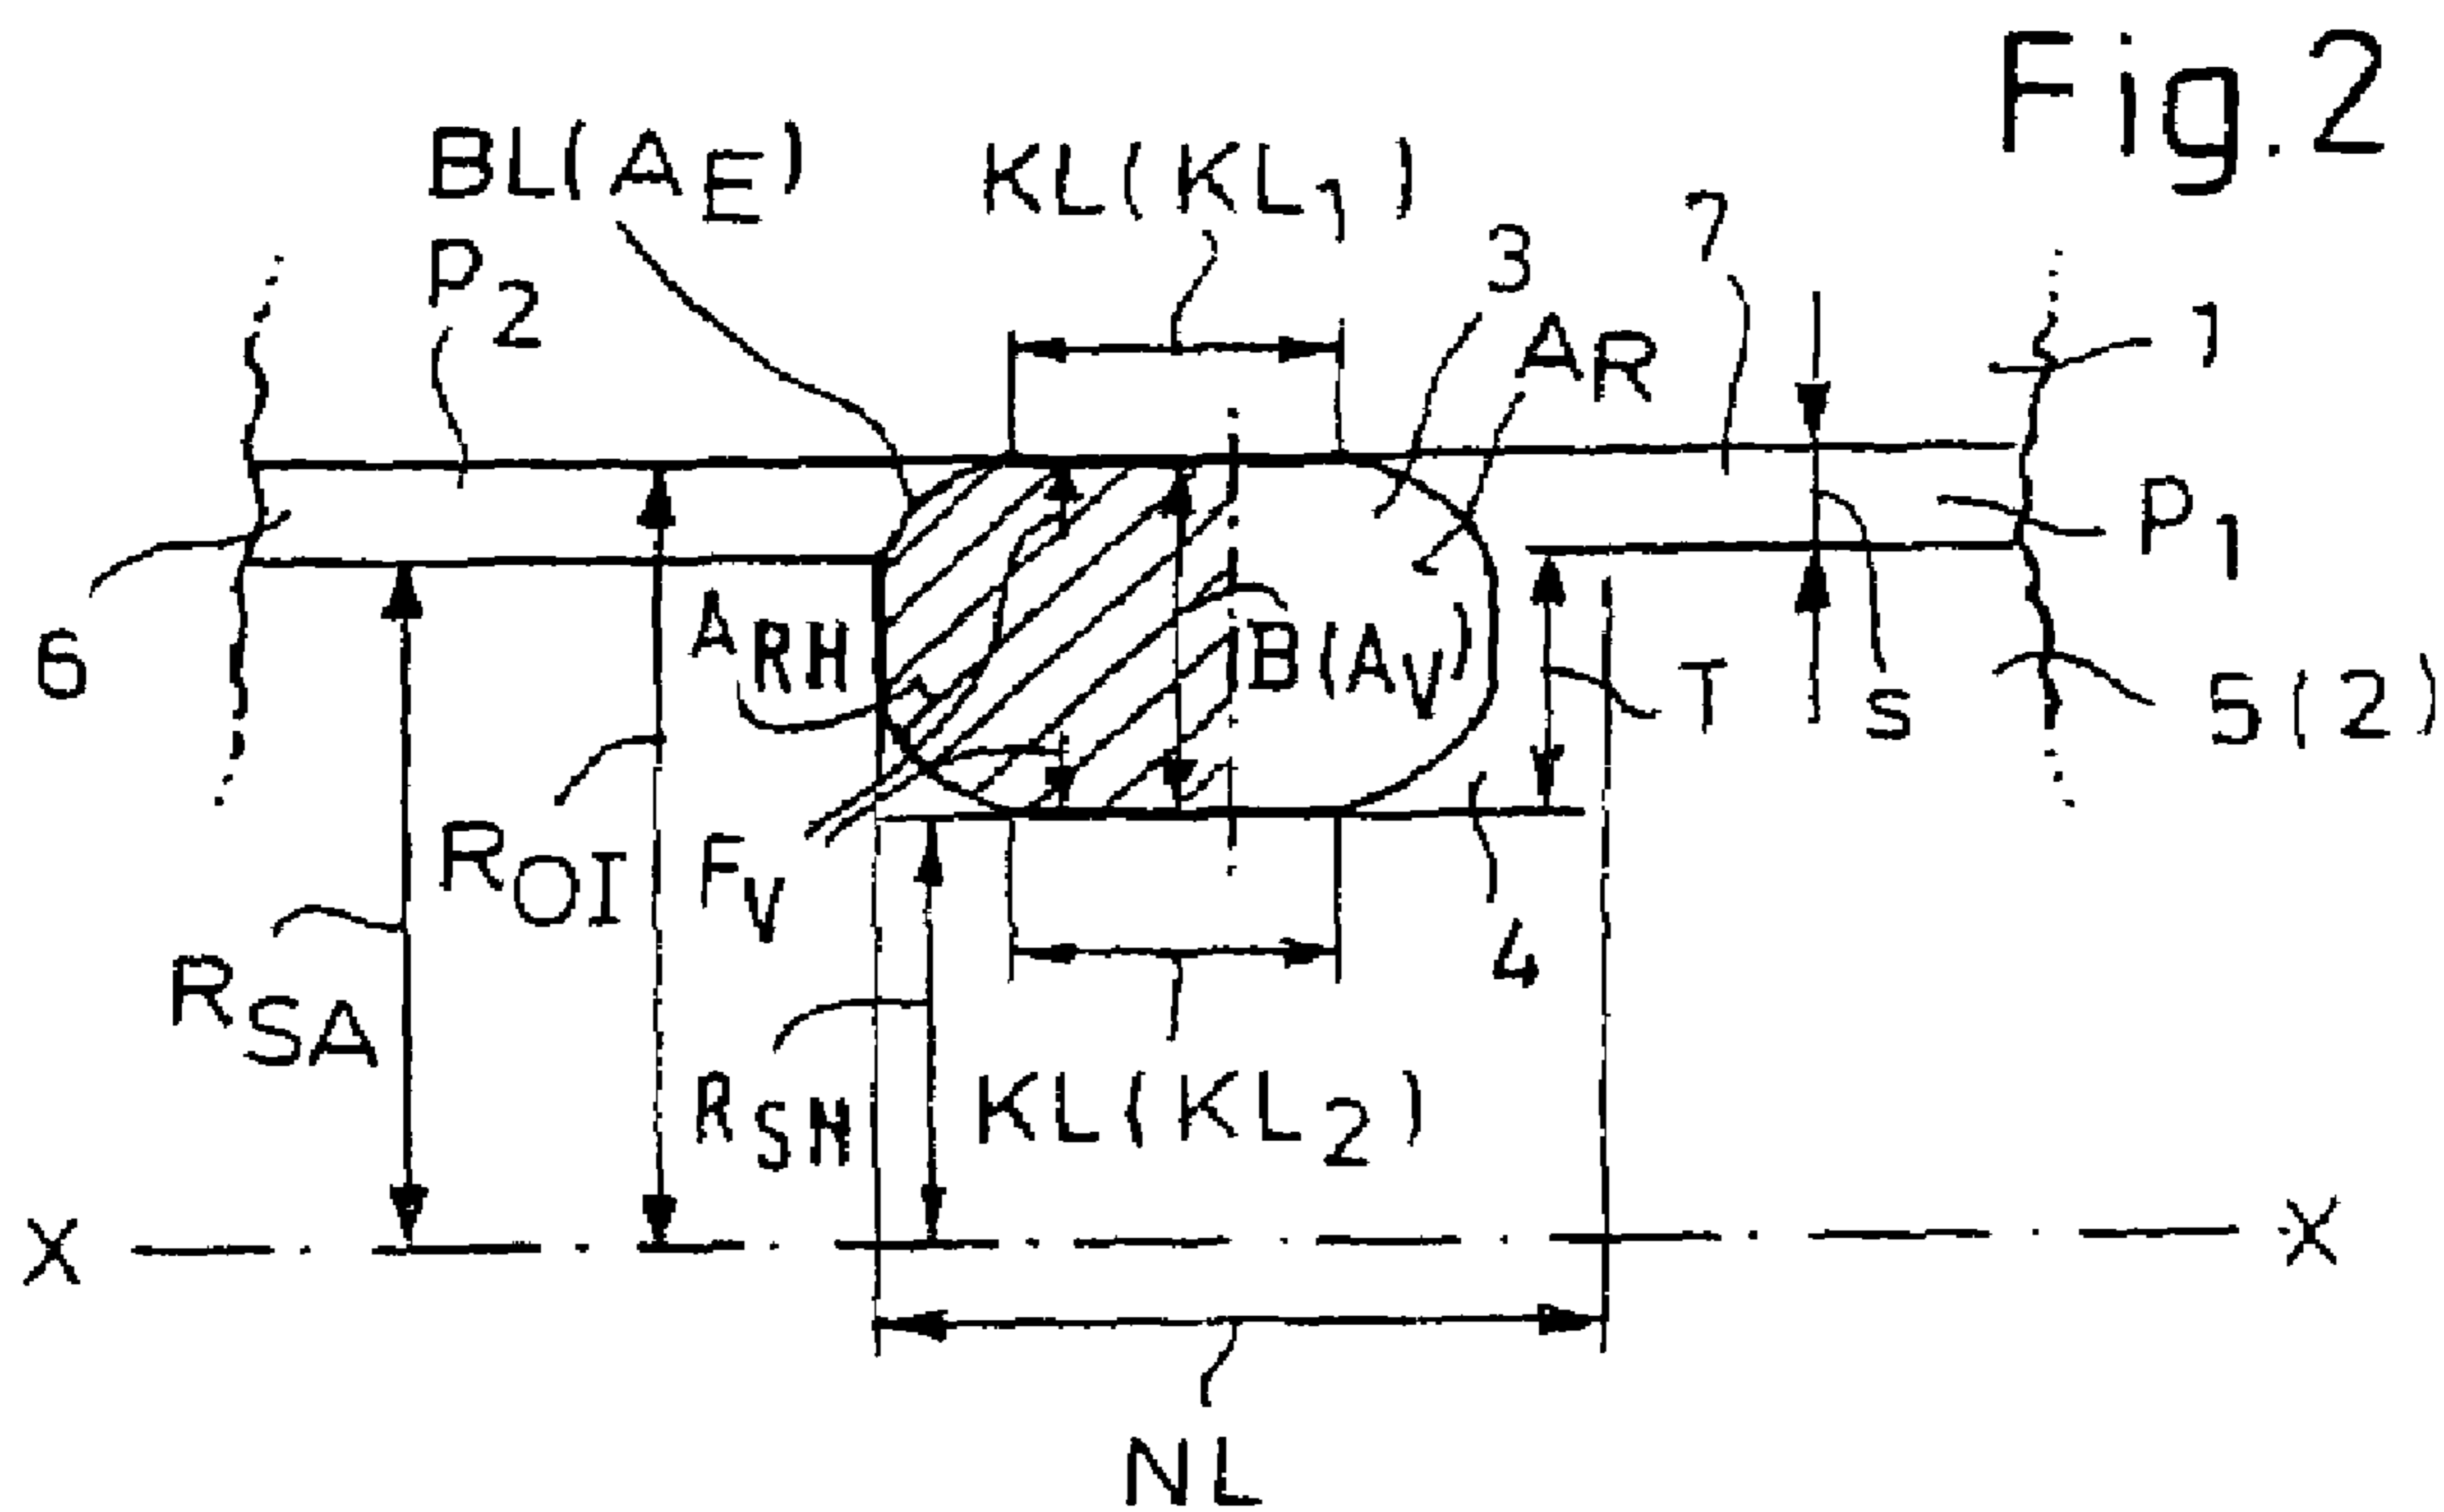 Fig.2
BL(AE)
KL(KL1)
P2
3
7
AR
1
P1
6
ARH
B(AV)
T
s
5(2)
ROI
FV
4
RSA
RSN
KL(KL2)
X
X
NL